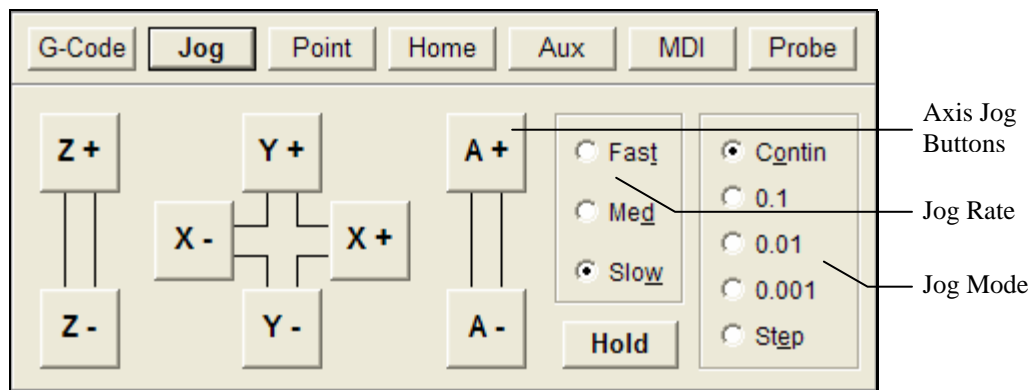 G-Code Jog Point Home Aux MDI Probe
Z + Y + A + Fast Contin
Axis Jog
Buttons
Med 0.1
Jog Rate
X - X + 0.01
Slow 0.001
Jog Mode
Z - Y - A - Hold Step